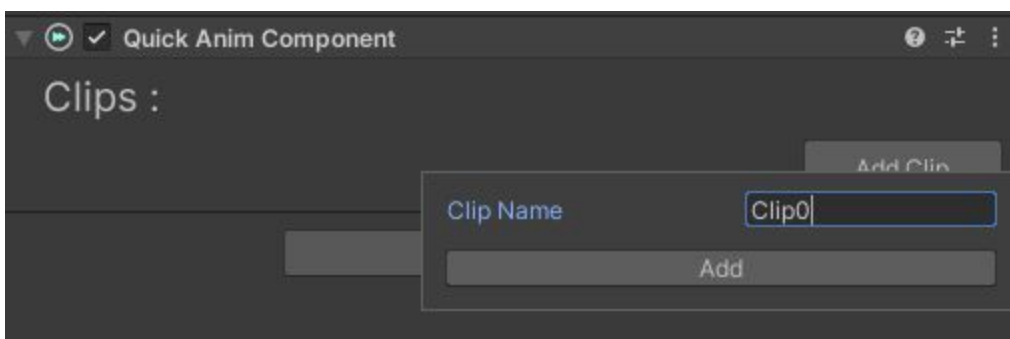 Quick Anim Component
Clips :
Add Clip
Clip Name
Clip0
Add